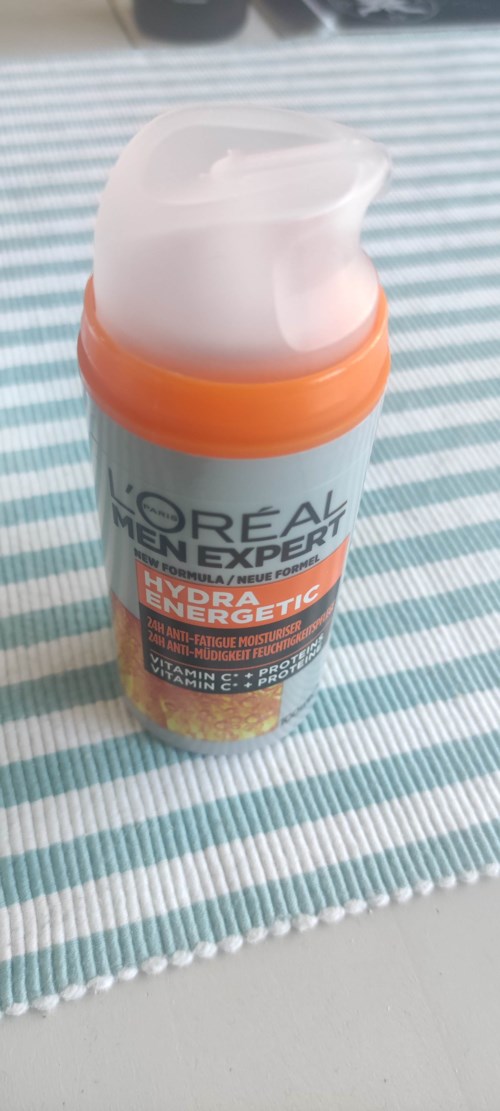 L'ORÉAL
PARIS
MEN EXPERT
NEW FORMULA / NEUE FORMEL
HYDRA
ENERGETIC
24H ANTI-FATIGUE MOISTURISER
24H ANTI-MÜDIGKEIT FEUCHTIGKEITSPFLEGE
VITAMIN C* + PROTEINS
VITAMIN C* + PROTEINE